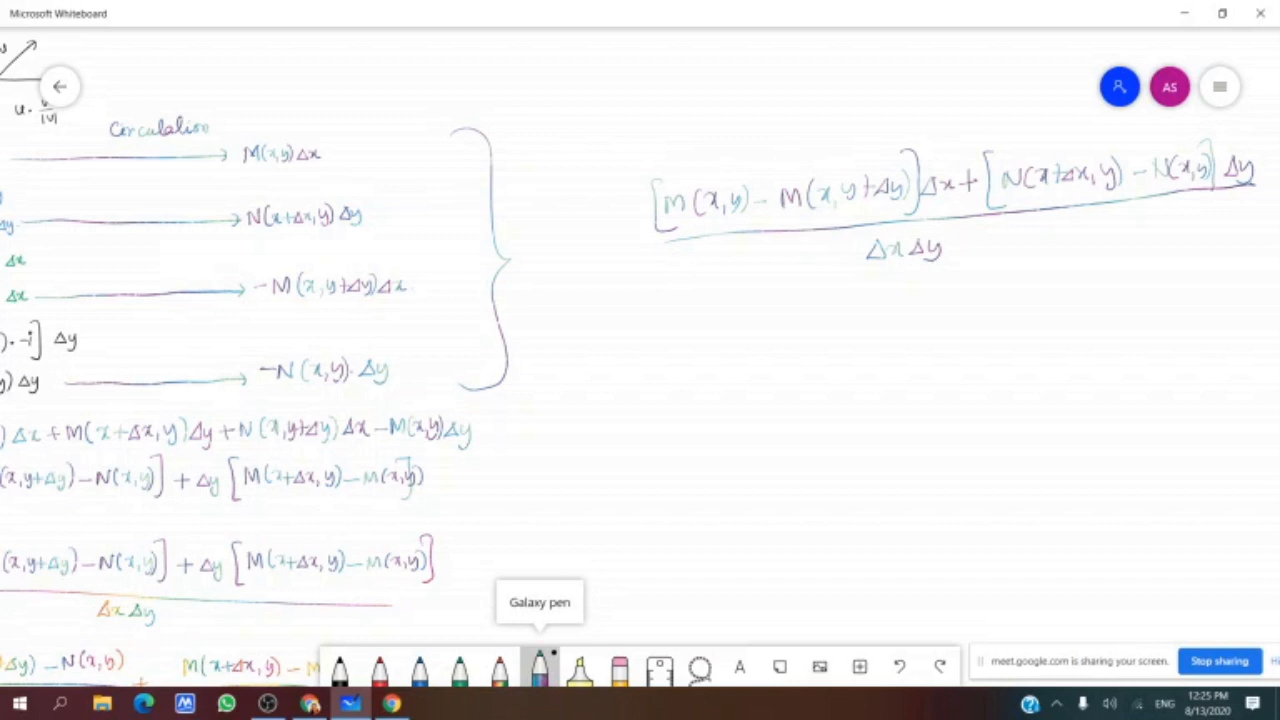 Microsoft Whiteboard
u.
|v|
AS
Circulation
M(x,y)Δx
[M(x,y) - M(x,y+Δy)]Δx + [N(x+Δx,y) - N(x,y)]Δy
ΔxΔy
Δy
N(x+Δx,y)Δy
Δx
Δx
-M(x,y+Δy)Δx
).-i] Δy
y)Δy
-N(x,y).Δy
)Δx+M(x+Δx,y)Δy+N(x,y+Δy)Δx-M(x,y)Δy
(x,y+Δy)-N(x,y)] + Δy [M(x+Δx,y)-M(x,y)]
(x,y+Δy)-N(x,y)] + Δy [M(x+Δx,y)-M(x,y)]
ΔxΔy
Galaxy pen
Δy)-N(x,y) + M(x+Δx,y)-M
A
meet.google.com is sharing your screen.
Stop sharing
Hi
12:25 PM
ENG
8/13/2020